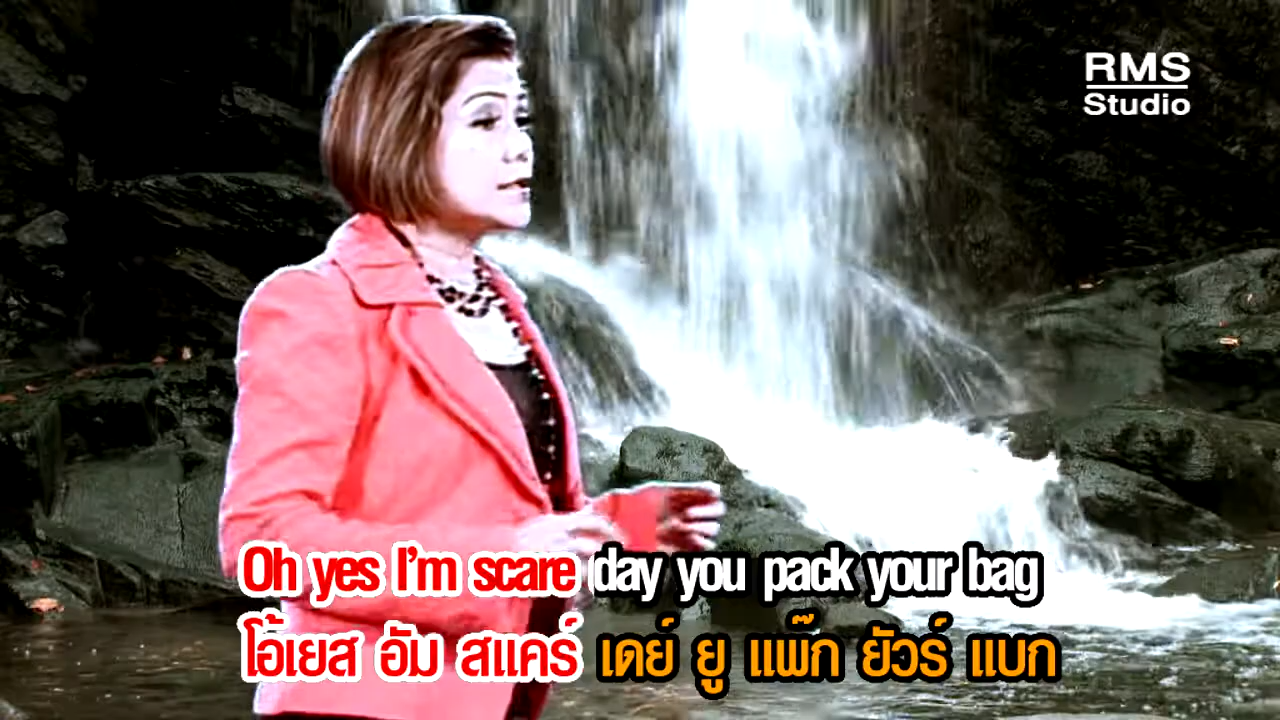 RMS
Studio
Oh yes I'm scare day you pack your bag
โอ้เยส อัม สแคร์ เดย์ ยู แพ๊ก ยัวร์ แบก